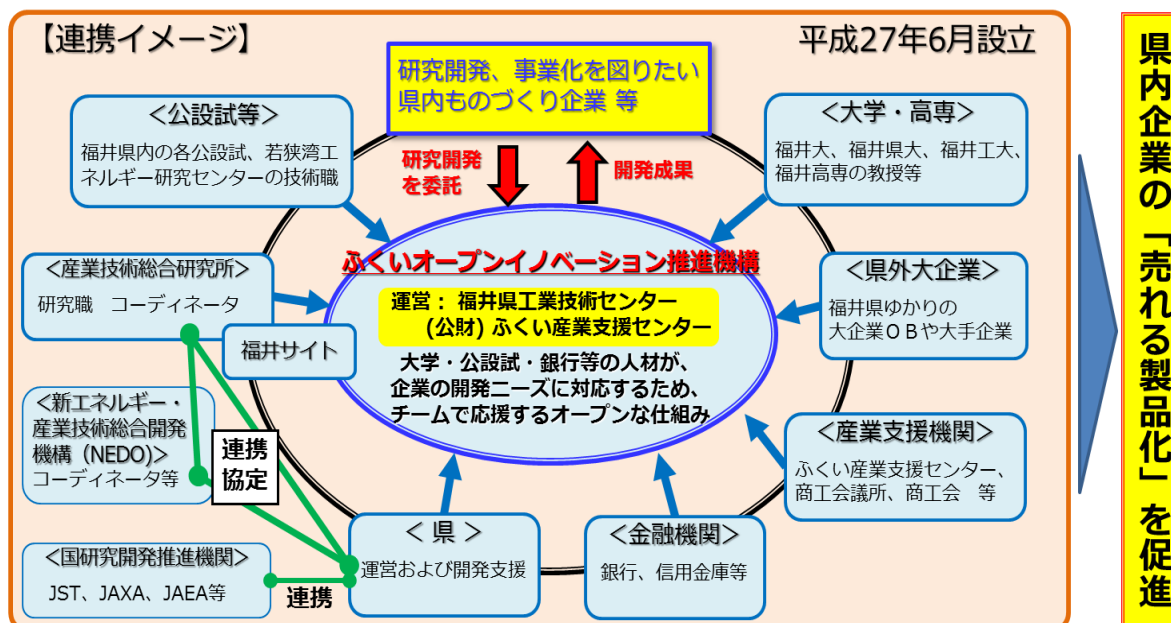 【連携イメージ】
平成27年6月設立
研究開発、事業化を図りたい
県内ものづくり企業 等
＜公設試等＞
福井県内の各公設試、若狭湾エ
ネルギー研究センターの技術職
研究開発
を委託
開発成果
＜大学・高専＞
福井大、福井県大、福井工大、
福井高専の教授等
＜産業技術総合研究所＞
研究職　コーディネータ
福井サイト
ふくいオープンイノベーション推進機構
運営： 福井県工業技術センター
(公財) ふくい産業支援センター
大学・公設試・銀行等の人材が、
企業の開発ニーズに対応するため、
チームで応援するオープンな仕組み
＜県外大企業＞
福井県ゆかりの
大企業ＯＢや大手企業
＜新エネルギー・
産業技術総合開発
機構（NEDO)＞
コーディネータ等
連携
協定
＜産業支援機関＞
ふくい産業支援センター、
商工会議所、商工会　等
＜国研究開発推進機関＞
JST、JAXA、JAEA等
連携
＜ 県 ＞
運営および開発支援
＜金融機関＞
銀行、信用金庫等
県内企業の「売れる製品化」を促進